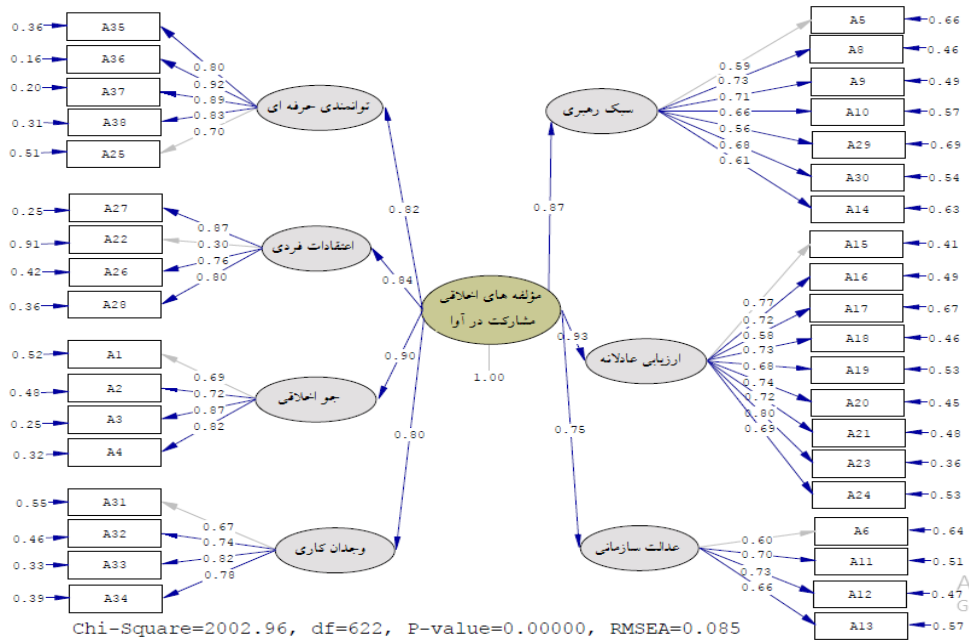 0.36 A35 0.80
0.16 A36 0.92
0.20 A37 0.89
0.31 A38 0.83
0.51 A25 0.70
توانمندی حرفه ای
0.82
0.25 A27 0.87
0.91 A22 0.30
0.42 A26 0.76
0.36 A28 0.80
اعتقادات فردی
0.84
0.52 A1 0.69
0.48 A2 0.72
0.25 A3 0.87
0.32 A4 0.82
جو اخلاقی
0.90
0.55 A31 0.67
0.46 A32 0.74
0.33 A33 0.82
0.39 A34 0.78
وجدان کاری
0.80
مؤلفه های اخلاقی
مشارکت در آوا
1.00
0.87
سبک رهبری
0.59 A5 0.66
0.73 A8 0.46
0.71 A9 0.49
0.66 A10 0.57
0.56 A29 0.69
0.68 A30 0.54
0.61 A14 0.63
0.93
ارزیابی عادلانه
0.77 A15 0.41
0.72 A16 0.49
0.58 A17 0.67
0.73 A18 0.46
0.68 A19 0.53
0.74 A20 0.45
0.72 A21 0.48
0.80 A23 0.36
0.69 A24 0.53
0.75
عدالت سازمانی
0.60 A6 0.64
0.70 A11 0.51
0.73 A12 0.47
0.66 A13 0.57
Chi-Square=2002.96, df=622, P-value=0.00000, RMSEA=0.085